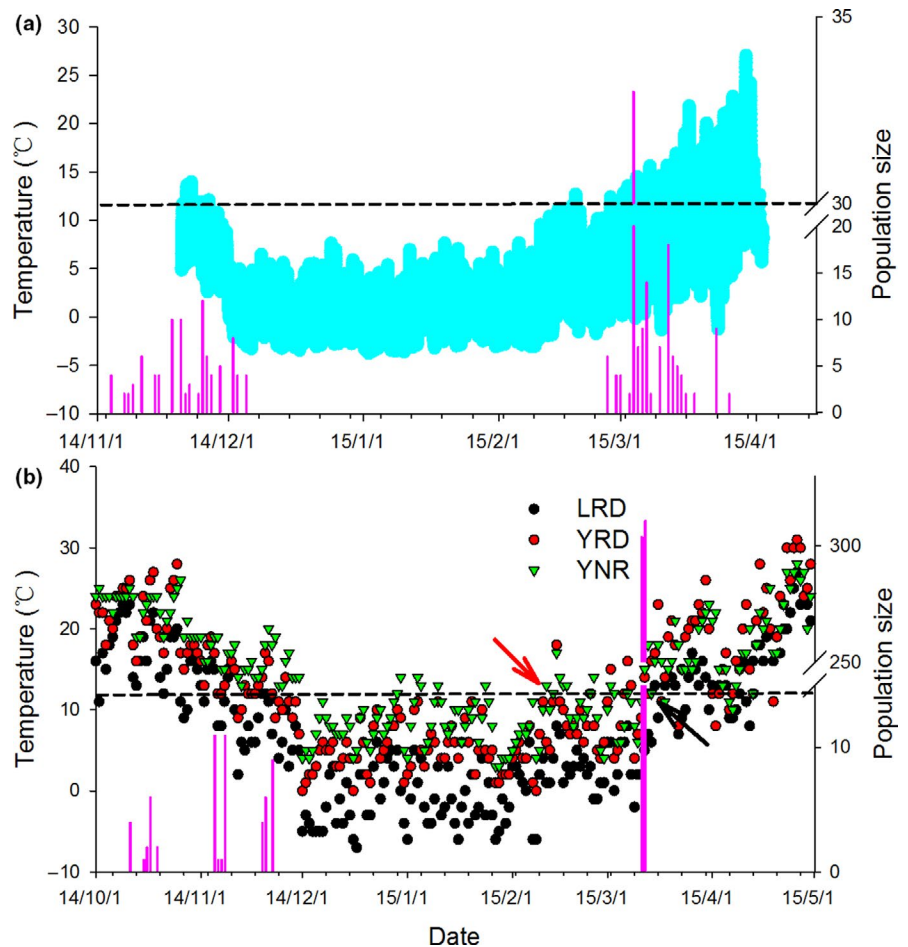 (a)
30
25
20
15
10
5
0
−5
−10
Temperature (℃)
35
30
20
15
10
5
0
Population size
14/11/1 14/12/1 15/1/1 15/2/1 15/3/1 15/4/1
(b)
40
30
20
10
0
−10
Temperature (℃)
LRD
YRD
YNR
300
250
10
0
Population size
14/10/1 14/11/1 14/12/1 15/1/1 15/2/1 15/3/1 15/4/1 15/5/1
Date